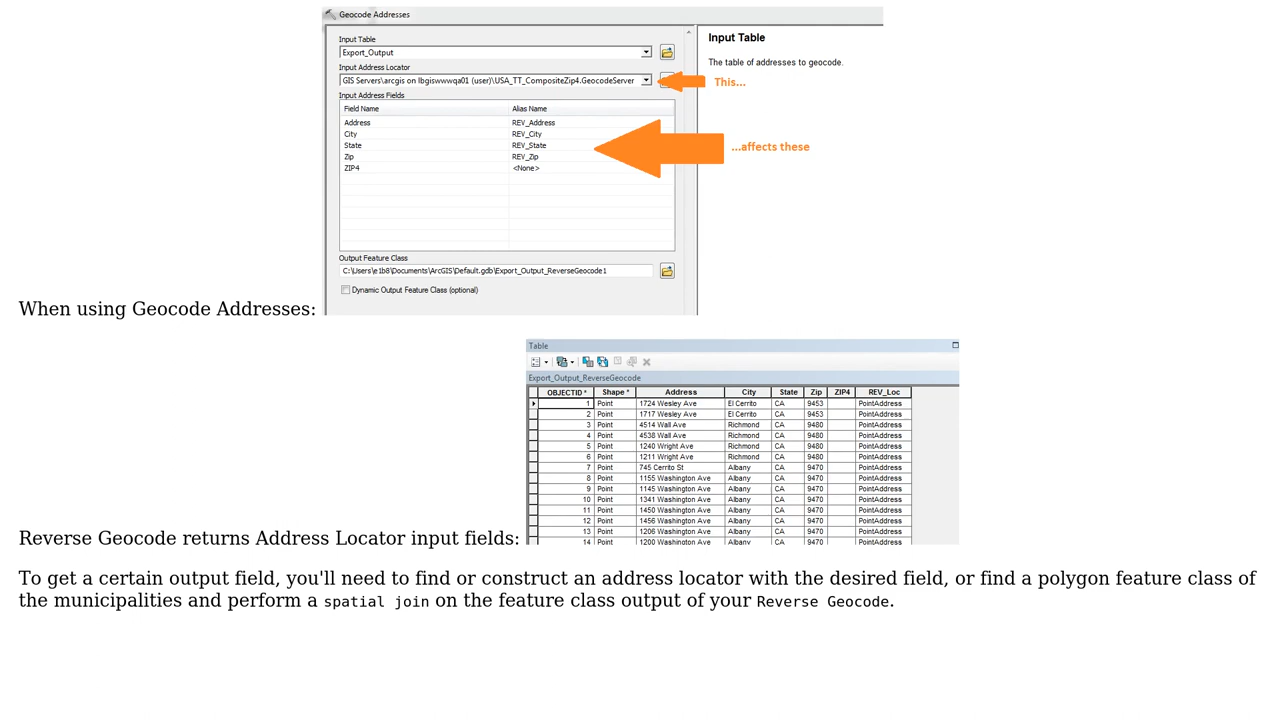 Geocode Addresses
Input Table
Export_Output
Input Address Locator
GIS Servers\arcgis on lbgiswwwqa01 (user)\USA_TT_CompositeZip4.GeocodeServer
Input Address Fields
Field Name Alias Name
Address REV_Address
City REV_City
State REV_State
Zip REV_Zip
ZIP4 <None>
Output Feature Class
C:\Users\e1b8\Documents\ArcGIS\Default.gdb\Export_Output_ReverseGeocode1
Dynamic Output Feature Class (optional)
Input Table
The table of addresses to geocode.
This...
...affects these
When using Geocode Addresses:
Table
Export_Output_ReverseGeocode
OBJECTID * Shape * Address City State Zip ZIP4 REV_Loc
1 Point 1724 Wesley Ave El Cerrito CA 9453 PointAddress
2 Point 1717 Wesley Ave El Cerrito CA 9453 PointAddress
3 Point 4514 Wall Ave Richmond CA 9480 PointAddress
4 Point 4538 Wall Ave Richmond CA 9480 PointAddress
5 Point 1240 Wright Ave Richmond CA 9480 PointAddress
6 Point 1211 Wright Ave Richmond CA 9480 PointAddress
7 Point 745 Cerrito St Albany CA 9470 PointAddress
8 Point 1155 Washington Ave Albany CA 9470 PointAddress
9 Point 1145 Washington Ave Albany CA 9470 PointAddress
10 Point 1341 Washington Ave Albany CA 9470 PointAddress
11 Point 1450 Washington Ave Albany CA 9470 PointAddress
12 Point 1456 Washington Ave Albany CA 9470 PointAddress
13 Point 1206 Washington Ave Albany CA 9470 PointAddress
14 Point 1200 Washington Ave Albany CA 9470 PointAddress
Reverse Geocode returns Address Locator input fields:
To get a certain output field, you'll need to find or construct an address locator with the desired field, or find a polygon feature class of
the municipalities and perform a spatial join on the feature class output of your Reverse Geocode.